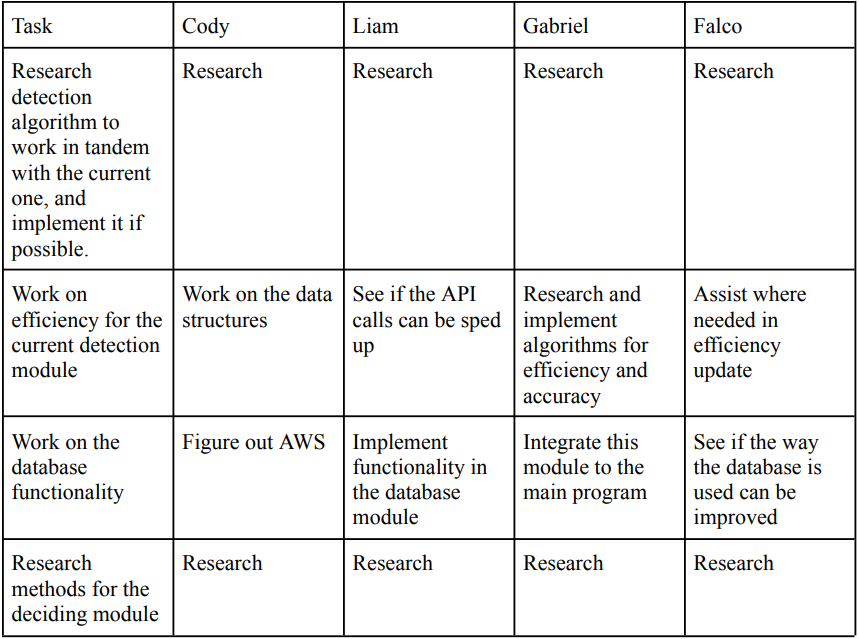 Task
Cody
Liam
Gabriel
Falco
Research
detection
algorithm to
work in tandem
with the current
one, and
implement it if
possible.
Research
Research
Research
Research
Work on
efficiency for the
current detection
module
Work on the data
structures
See if the API
calls can be sped
up
Research and
implement
algorithms for
efficiency and
accuracy
Assist where
needed in
efficiency
update
Work on the
database
functionality
Figure out AWS
Implement
functionality in
the database
module
Integrate this
module to the
main program
See if the way
the database is
used can be
improved
Research
methods for the
deciding module
Research
Research
Research
Research